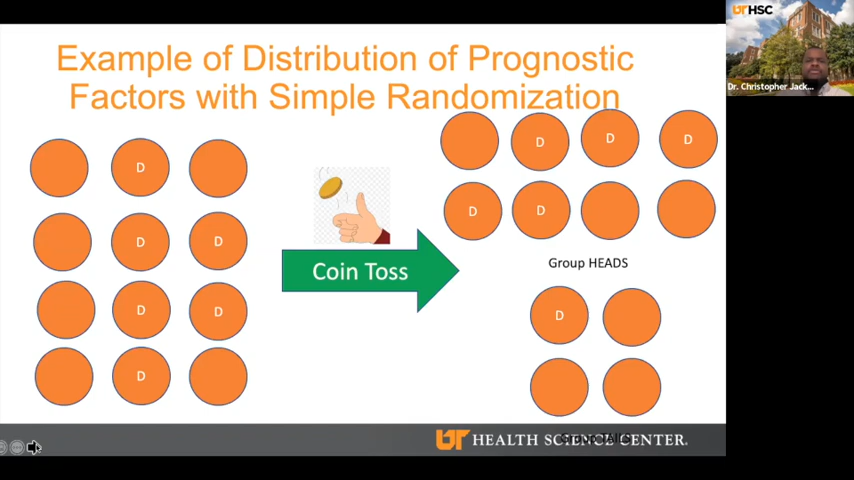 Example of Distribution of Prognostic
Factors with Simple Randomization
UTHSC
Dr. Christopher Jack...
D
D
D
D
D
D
Coin Toss
D
D
D
D
D
Group HEADS
D
UT HEALTH SCIENCE CENTER.